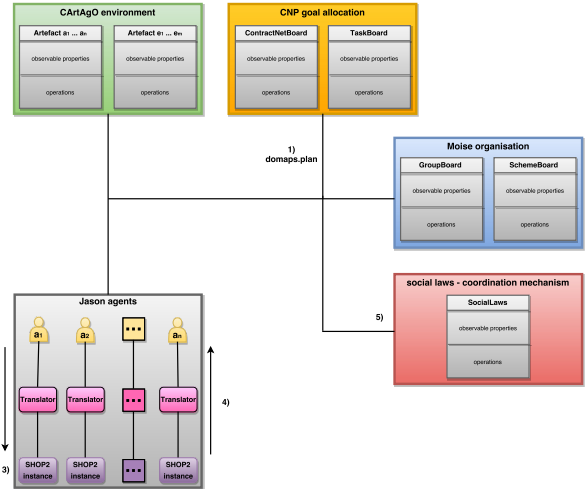 CArtAgO environment
Artefact a₁ ... aₙ
observable properties
operations
Artefact e₁ ... eₘ
observable properties
operations
CNP goal allocation
ContractNetBoard
observable properties
operations
TaskBoard
observable properties
operations
1)
domaps.plan
Moise organisation
GroupBoard
observable properties
operations
SchemeBoard
observable properties
operations
social laws - coordination mechanism
SocialLaws
observable properties
operations
5)
Jason agents
a₁
a₂
...
aₙ
Translator
Translator
...
Translator
SHOP2
instance
SHOP2
instance
...
SHOP2
instance
3)
4)